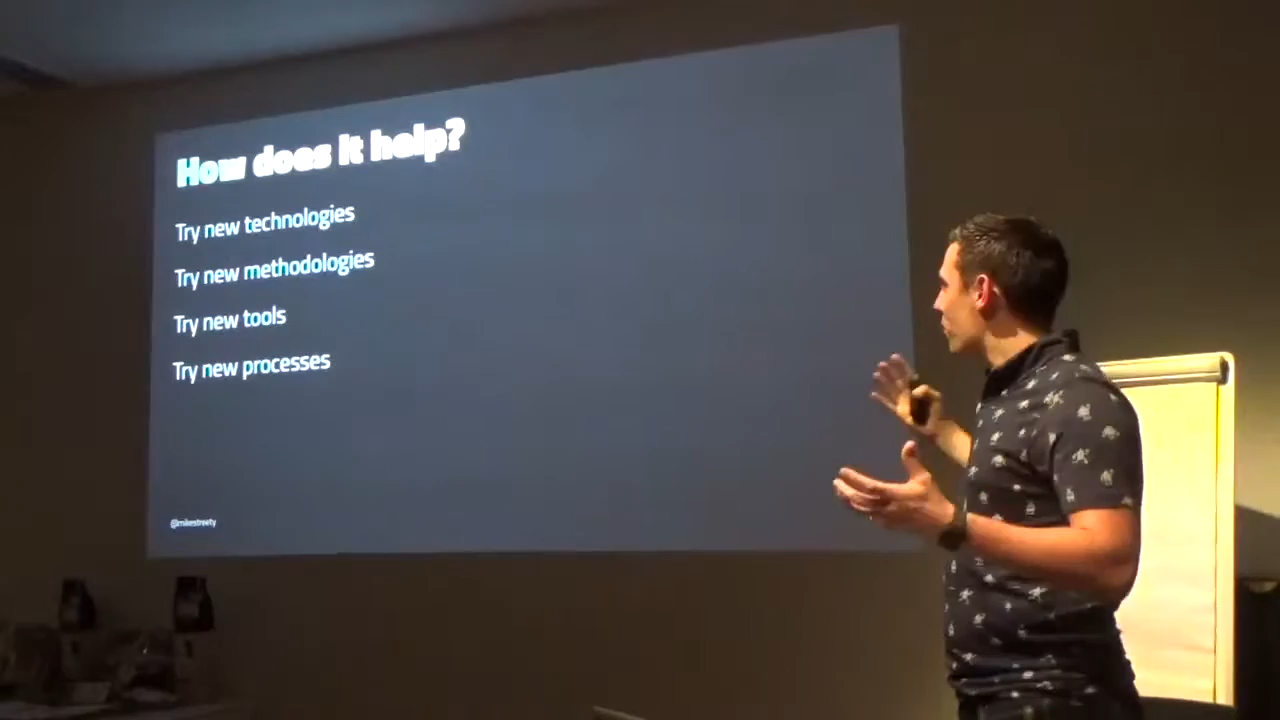 How does it help?
Try new technologies
Try new methodologies
Try new tools
Try new processes
@mikestreety